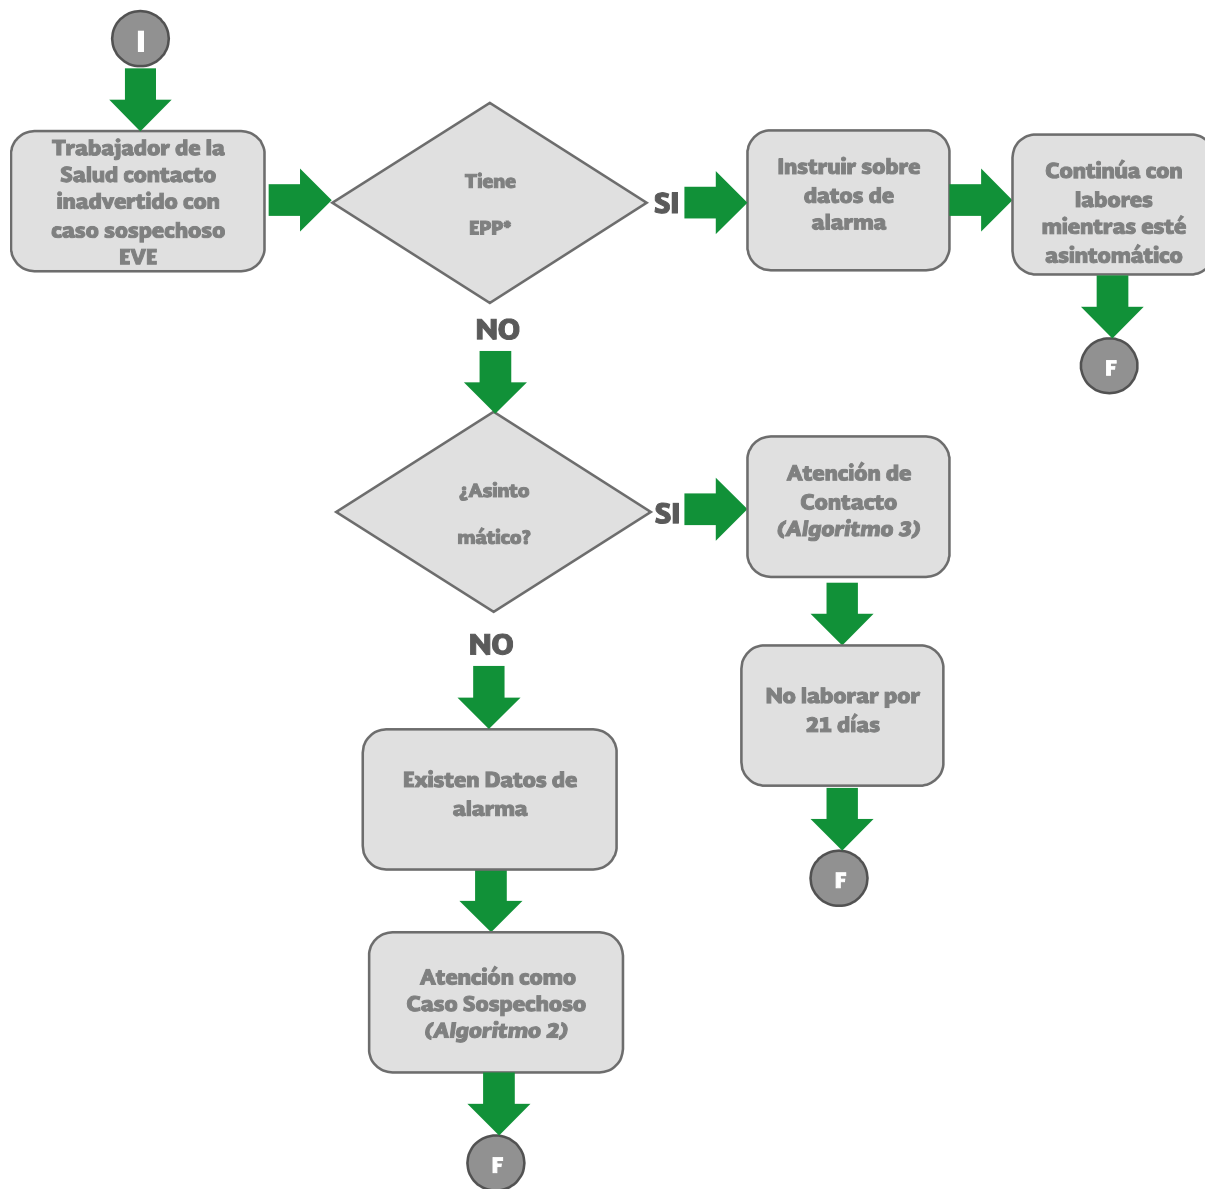 I
Trabajador de la
Salud contacto
inadvertido con
caso sospechoso
EVE
Tiene
EPP*
SI
Instruir sobre
datos de
alarma
Continúa con
labores
mientras esté
asintomático
F
NO
¿Asinto
mático?
SI
Atención de
Contacto
(Algoritmo 3)
No laborar por
21 días
F
NO
Existen Datos de
alarma
Atención como
Caso Sospechoso
(Algoritmo 2)
F